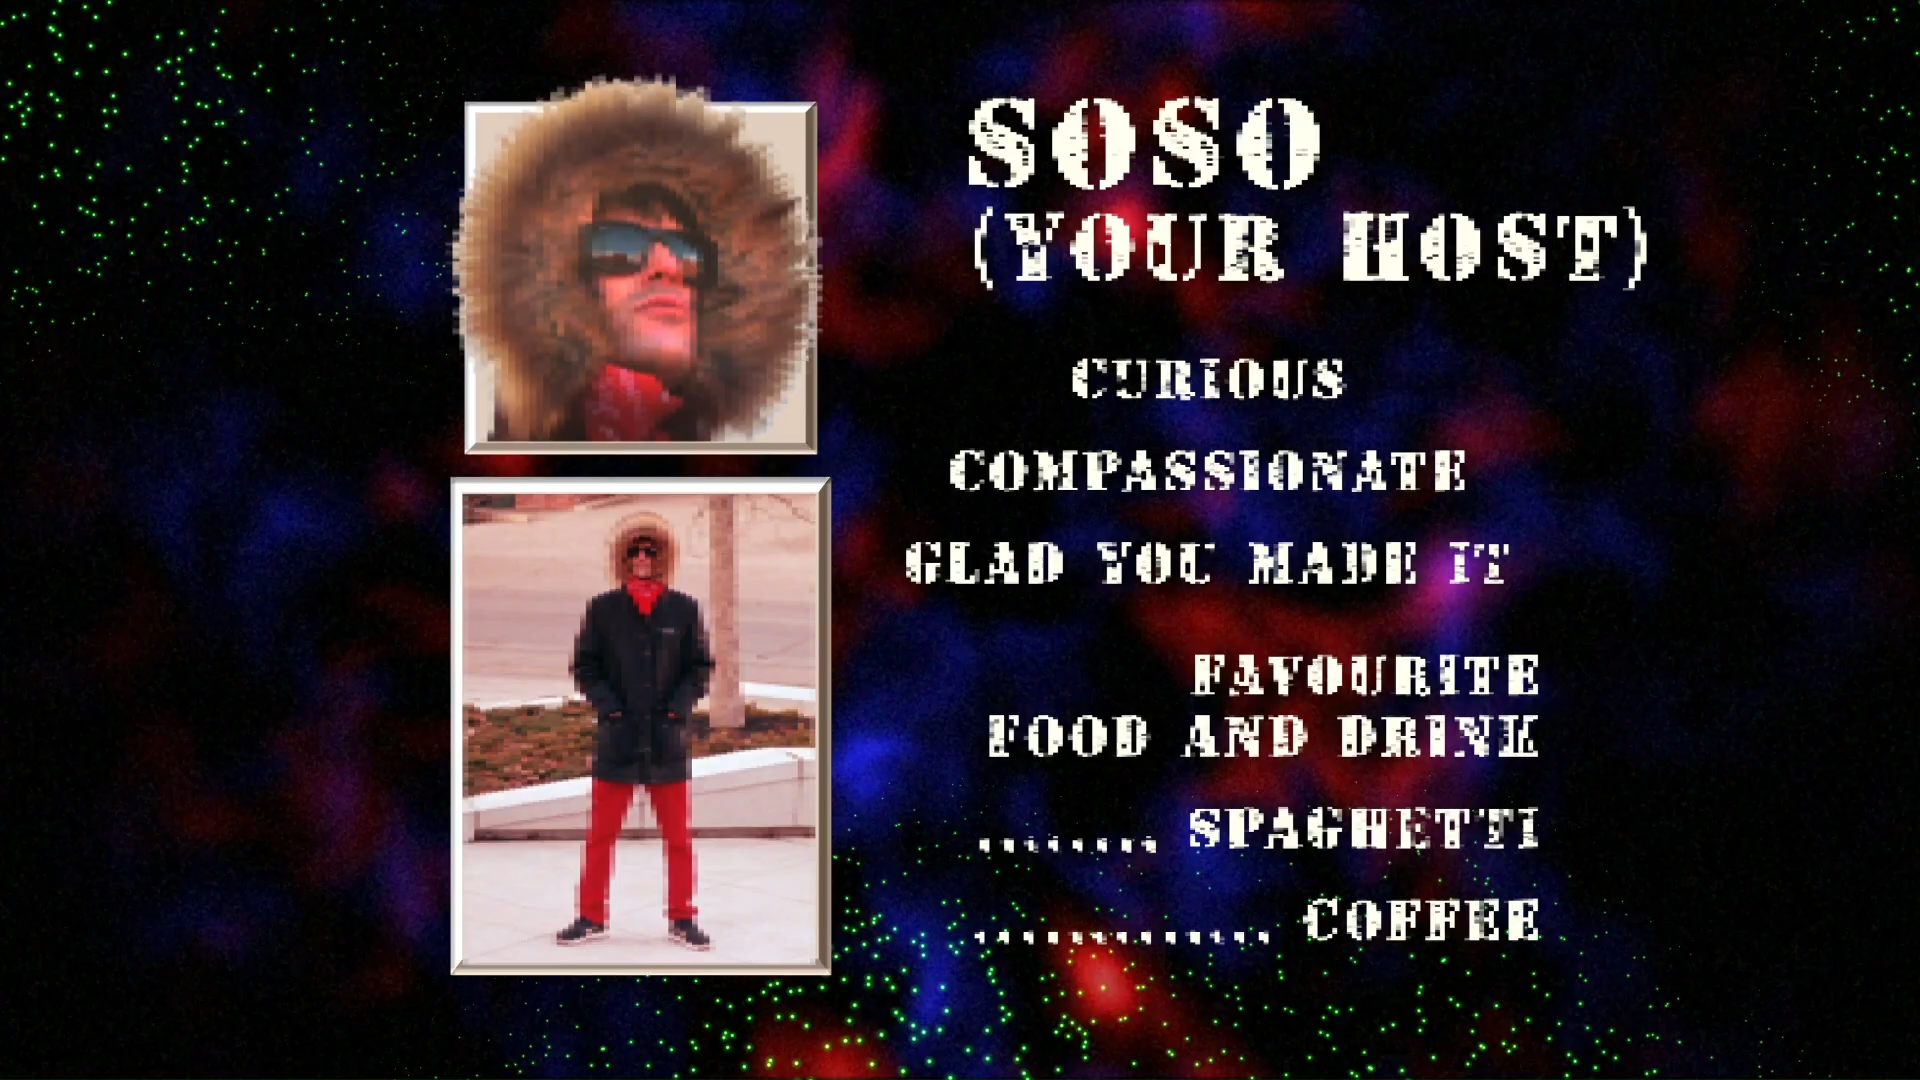 SOSO
(YOUR HOST)
CURIOUS
COMPASSIONATE
GLAD YOU MADE IT
FAVOURITE
FOOD AND DRINK
........ SPAGHETTI
............. COFFEE